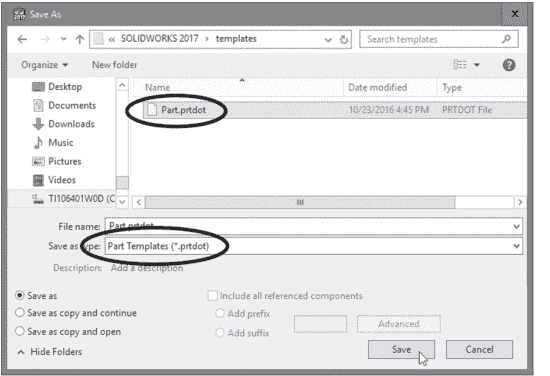 Save As
« SOLIDWORKS 2017 › templates
Search templates
Organize
New folder
Desktop
Documents
Downloads
Music
Pictures
Videos
TI106401W0D (C
Name Date modified Type
Part.prtdot 10/23/2016 4:45 PM PRTDOT File
File name: Part.prtdot
Save as type: Part Templates (*.prtdot)
Description: Add a description
Save as
Save as copy and continue
Save as copy and open
Include all referenced components
Add prefix
Add suffix
Advanced
Hide Folders
Save
Cancel